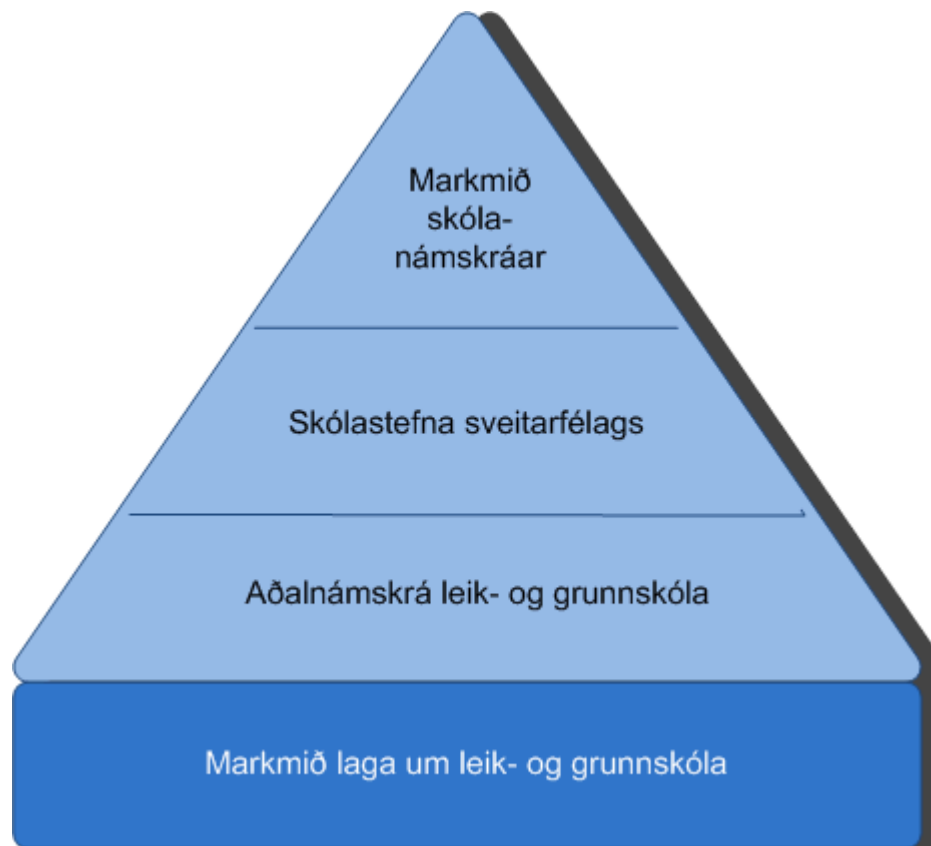 Markmið
skóla-
námskráar
Skólastefna sveitarfélags
Aðalnámskrá leik- og grunnskóla
Markmið laga um leik- og grunnskóla